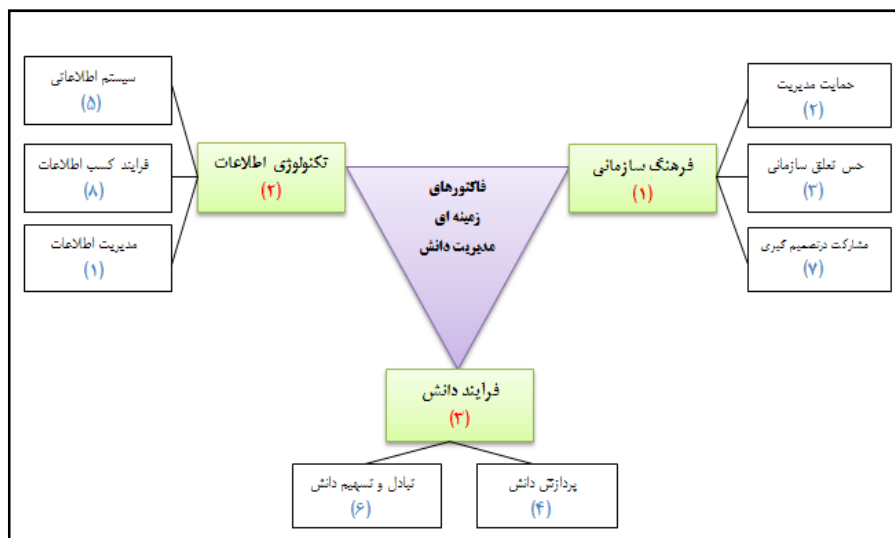 حمایت مدیریت
(۲)
حس تعلق سازمانی
(۳)
مشارکت درتصمیم گیری
(۷)
فرهنگ سازمانی
(۱)
فاکتورهای
زمینه ای
مدیریت دانش
تکنولوژی اطلاعات
(۲)
سیستم اطلاعاتی
(۵)
فرایند کسب اطلاعات
(۸)
مدیریت اطلاعات
(۱)
فرآیند دانش
(۳)
پردازش دانش
(۴)
تبادل و تسهیم دانش
(۶)